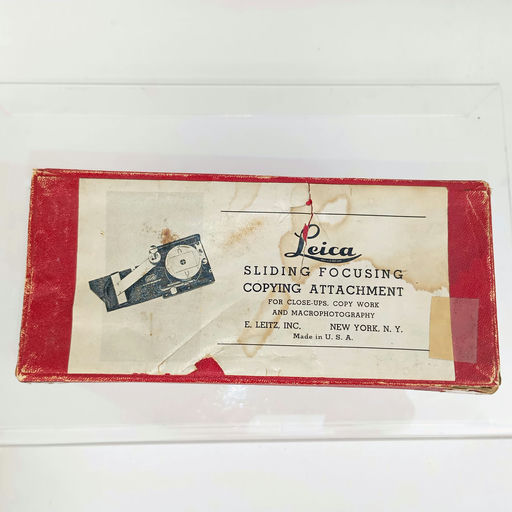 Leica
SLIDING FOCUSING
COPYING ATTACHMENT
FOR CLOSE-UPS, COPY WORK
AND MACROPHOTOGRAPHY
E. LEITZ, INC. NEW YORK, N. Y.
Made in U. S. A.